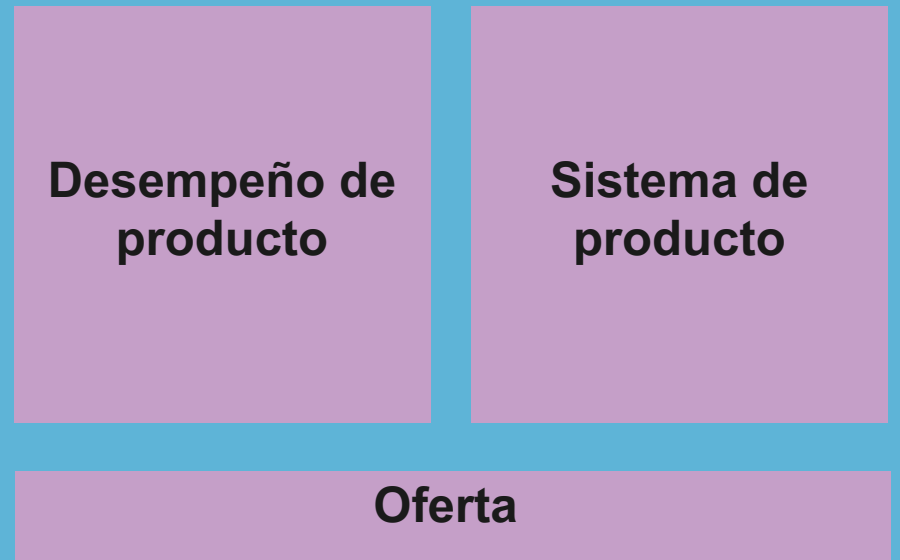 Desempeño de
producto
Sistema de
producto
Oferta